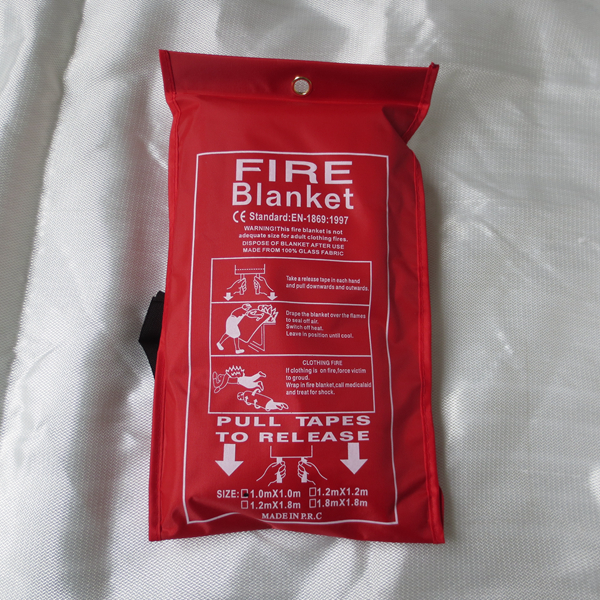 FIRE
Blanket
CE Standard:EN-1869:1997
WARNING!This fire blanket is not
adequate size for adult clothing fires.
DISPOSE OF BLANKET AFTER USE
MADE FROM 100% GLASS FABRIC
Take a release tape in each hand
and pull downwards and outwards.
Drape the blanket over the flames
to seal off air.
Switch off heat.
Leave in position until cool.
CLOTHING FIRE
If clothing is on fire,force victim
to groud.
Wrap in fire blanket,call medicalaid
and treat for shock.
PULL TAPES
TO RELEASE
SIZE: 1.0mX1.0m 1.2mX1.2m
1.2mX1.8m 1.8mX1.8m
MADE IN P.R.C